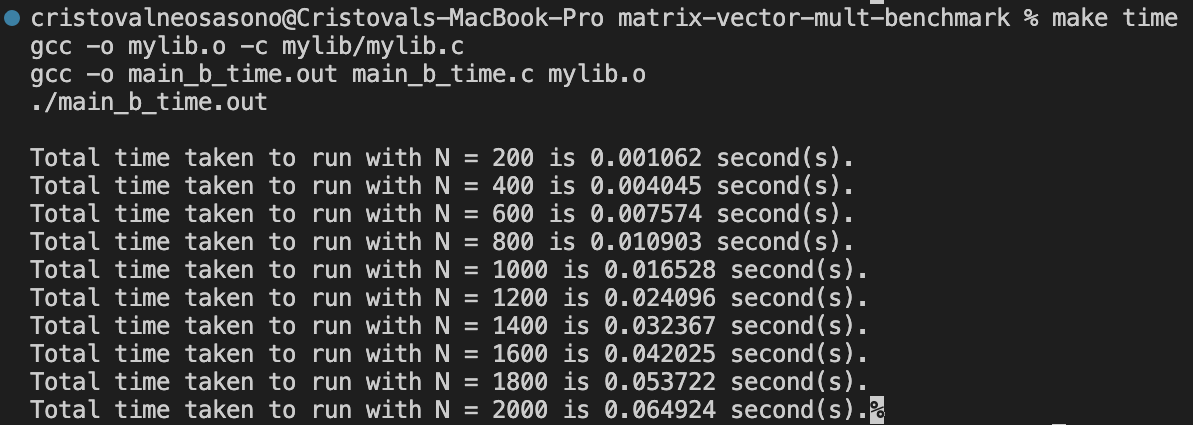 cristovalneosasono@Cristovals-MacBook-Pro matrix-vector-mult-benchmark % make time
gcc -o mylib.o -c mylib/mylib.c
gcc -o main_b_time.out main_b_time.c mylib.o
./main_b_time.out
Total time taken to run with N = 200 is 0.001062 second(s).
Total time taken to run with N = 400 is 0.004045 second(s).
Total time taken to run with N = 600 is 0.007574 second(s).
Total time taken to run with N = 800 is 0.010903 second(s).
Total time taken to run with N = 1000 is 0.016528 second(s).
Total time taken to run with N = 1200 is 0.024096 second(s).
Total time taken to run with N = 1400 is 0.032367 second(s).
Total time taken to run with N = 1600 is 0.042025 second(s).
Total time taken to run with N = 1800 is 0.053722 second(s).
Total time taken to run with N = 2000 is 0.064924 second(s).%